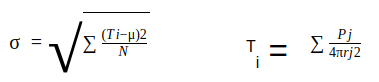 σ = √ ∑ (Ti−μ)2 / N    Ti = ∑ Pj / 4πrj2